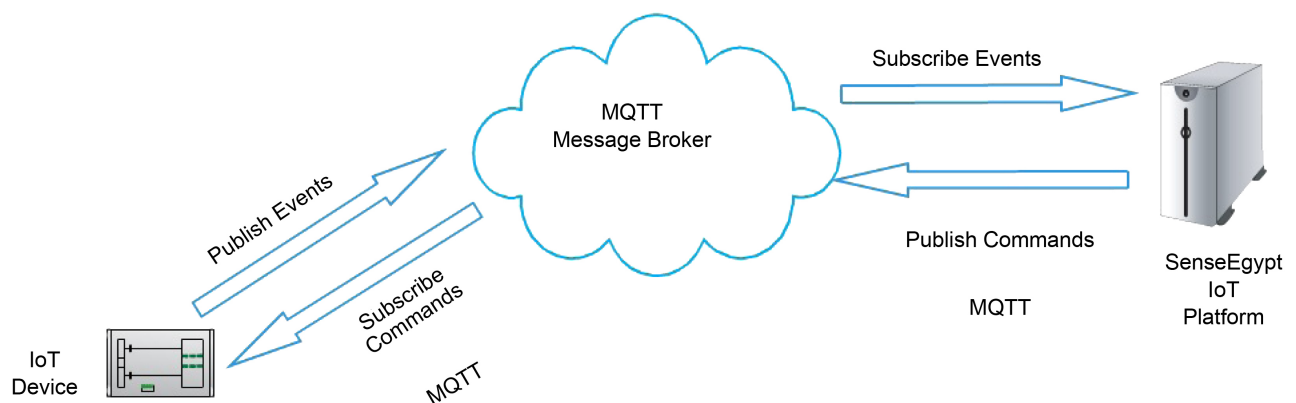 Subscribe Events
MQTT
Message Broker
Publish Events
Publish Commands
SenseEgypt
IoT
Platform
Subscribe
Commands
MQTT
IoT
Device
MQTT